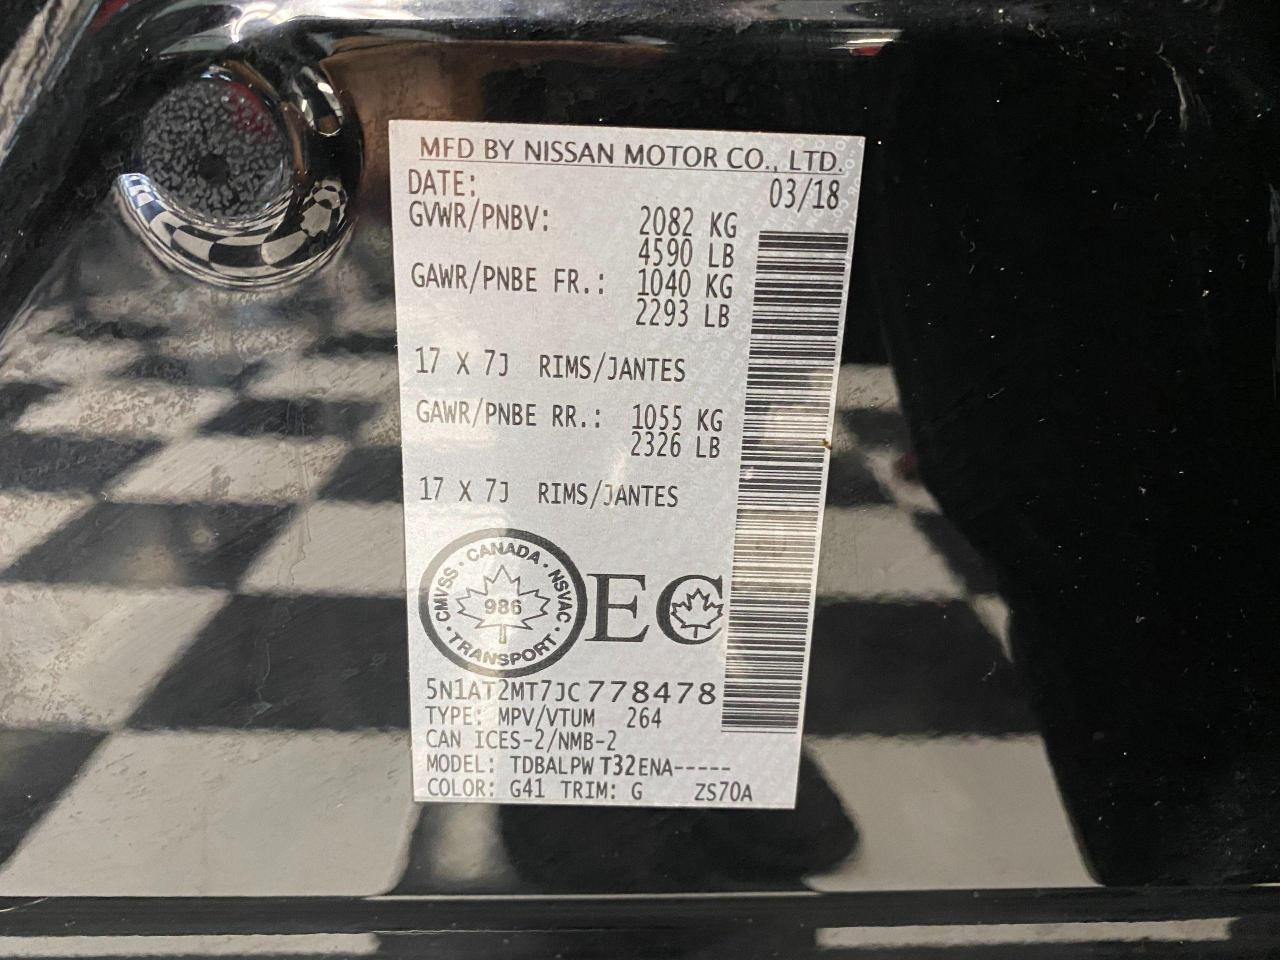 MFD BY NISSAN MOTOR CO., LTD.
DATE: 03/18
GVWR/PNBV: 2082 KG
4590 LB
GAWR/PNBE FR.: 1040 KG
2293 LB
17 X 7J RIMS/JANTES
GAWR/PNBE RR.: 1055 KG
2326 LB
17 X 7J RIMS/JANTES
CMVSS · CANADA · NSVAC · TRANSPORT ·
986
EC
5N1AT2MT7JC778478
TYPE: MPV/VTUM 264
CAN ICES-2/NMB-2
MODEL: TDBALPW T32ENA-----
COLOR: G41 TRIM: G ZS70A